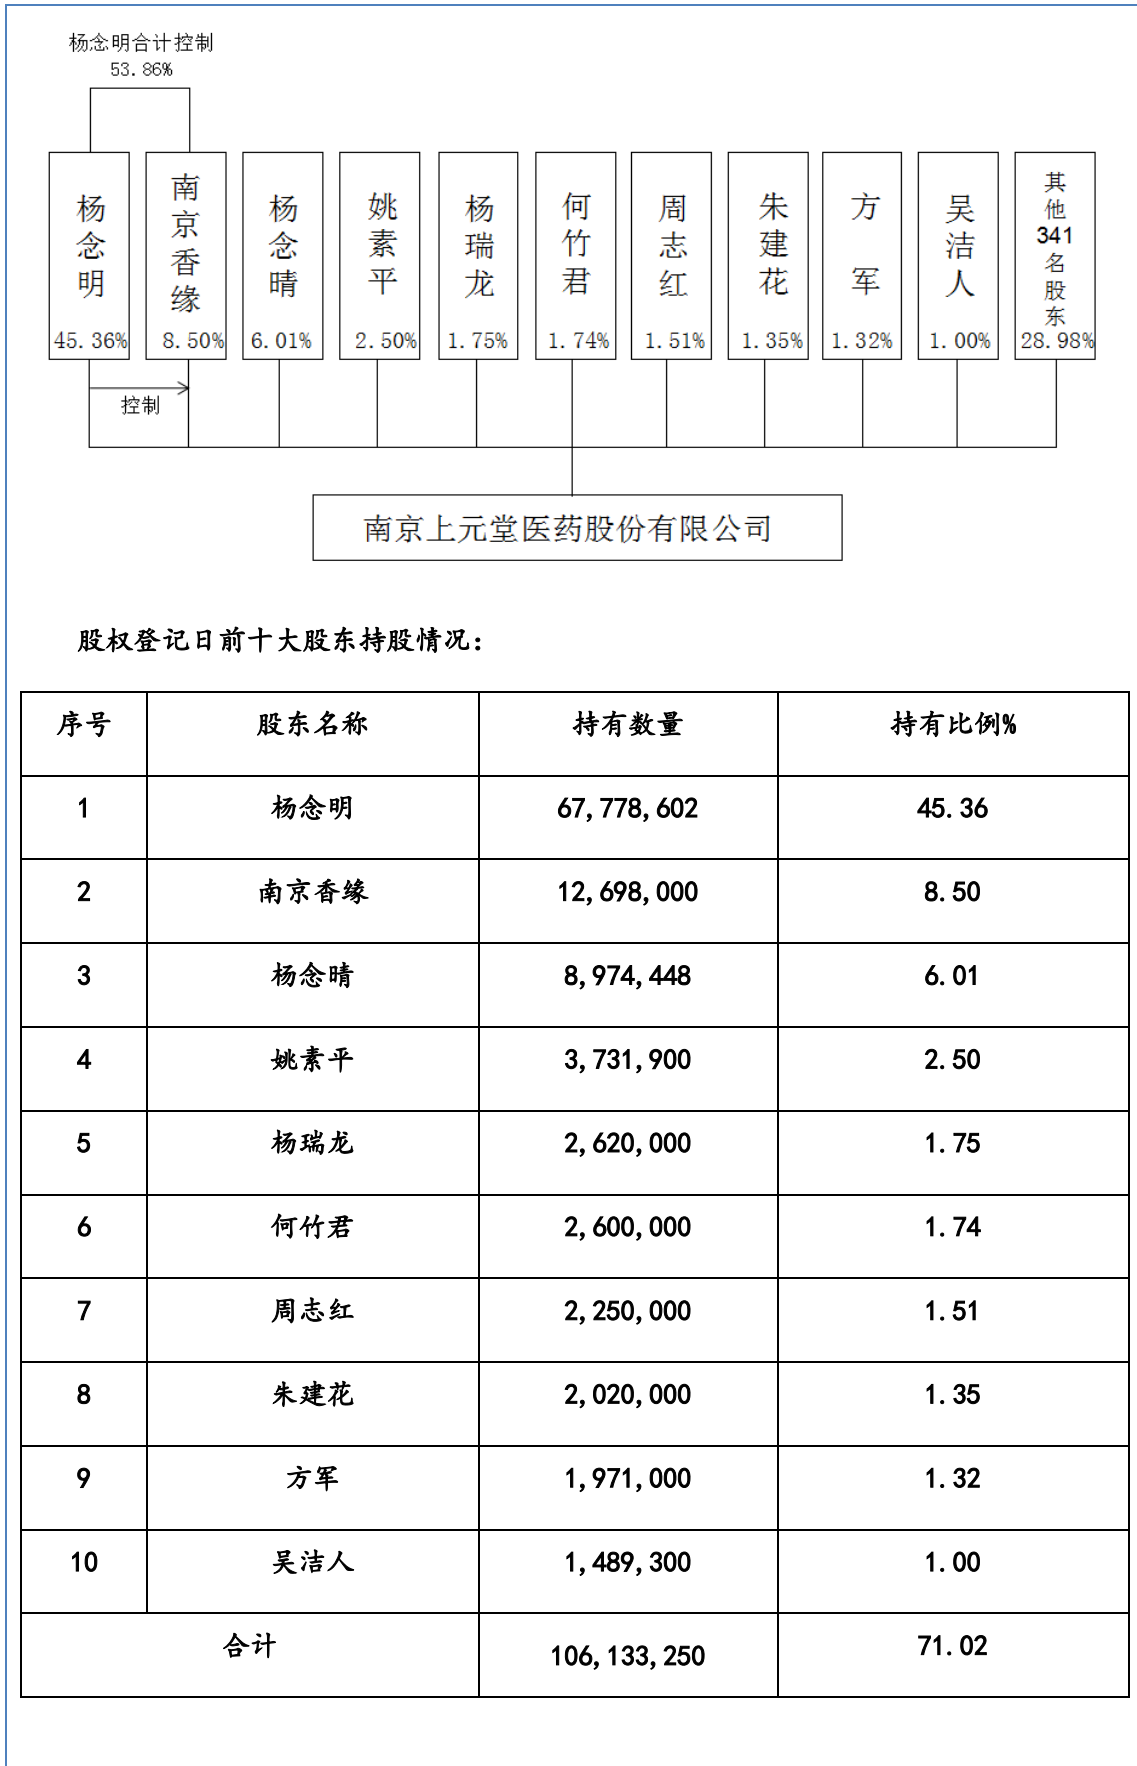 杨念明合计控制
53.86%
杨念明
45.36%
南京香缘
8.50%
杨念晴
6.01%
姚素平
2.50%
杨瑞龙
1.75%
何竹君
1.74%
周志红
1.51%
朱建花
1.35%
方军
1.32%
吴洁人
1.00%
其他341名股东
28.98%
控制
南京上元堂医药股份有限公司
股权登记日前十大股东持股情况：
序号 股东名称 持有数量 持有比例%
1 杨念明 67,778,602 45.36
2 南京香缘 12,698,000 8.50
3 杨念晴 8,974,448 6.01
4 姚素平 3,731,900 2.50
5 杨瑞龙 2,620,000 1.75
6 何竹君 2,600,000 1.74
7 周志红 2,250,000 1.51
8 朱建花 2,020,000 1.35
9 方军 1,971,000 1.32
10 吴洁人 1,489,300 1.00
合计 106,133,250 71.02